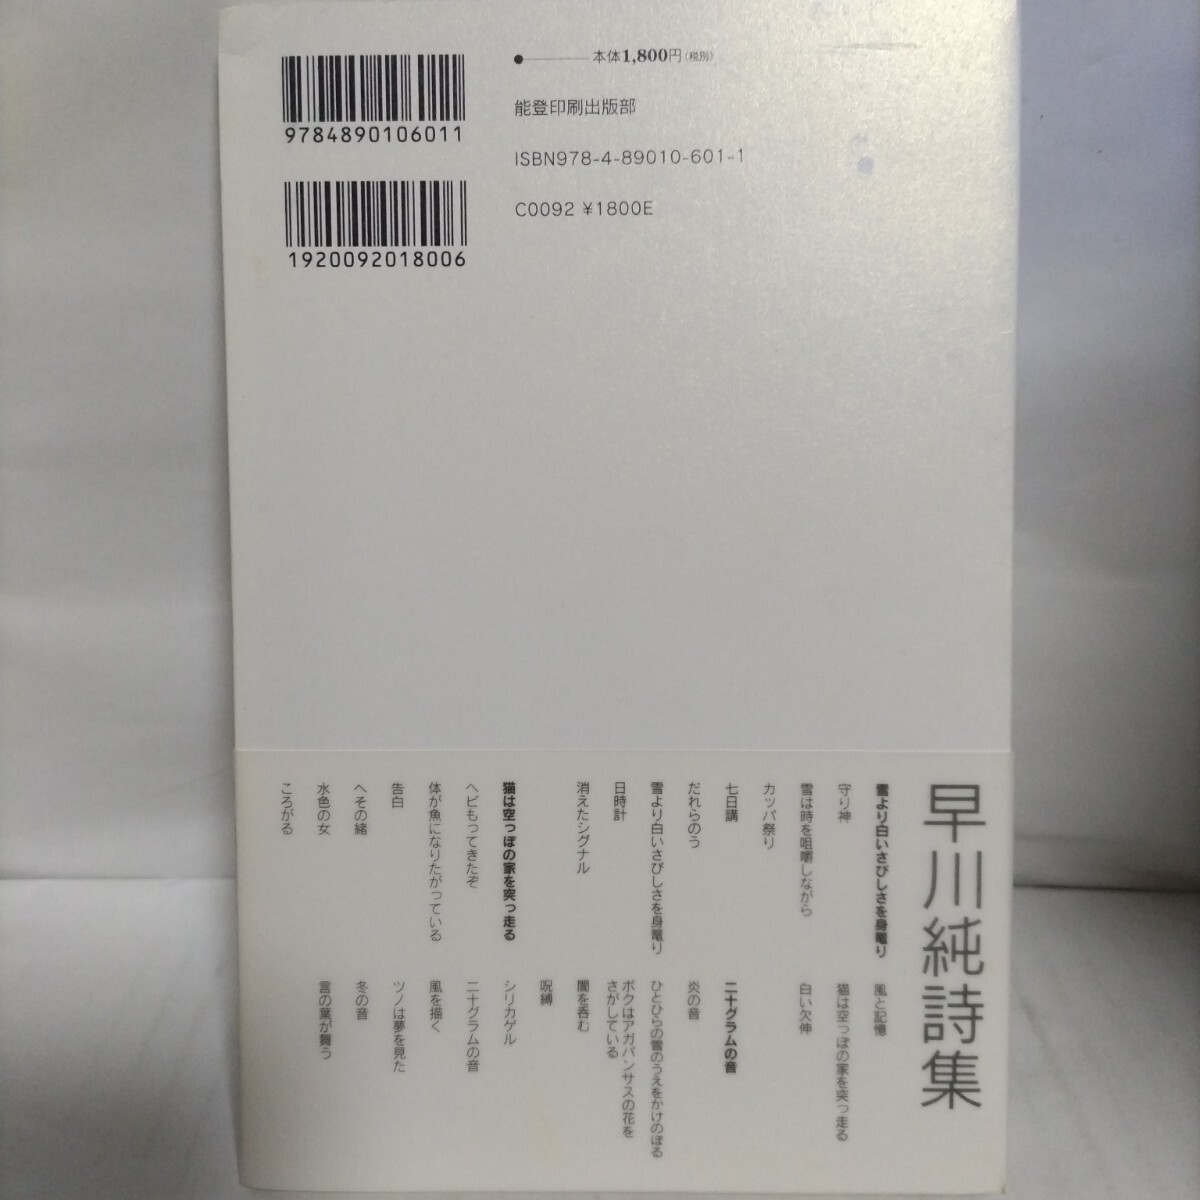 9784890106011
1920092018006
本体1,800円(税別)
能登印刷出版部
ISBN978-4-89010-601-1
C0092 ¥1800E
早川純詩集
雪より白いさびしさを身籠り
守り神
雪は時を咀嚼しながら
カッパ祭り
七日講
だれらのう
雪より白いさびしさを身籠り
日時計
消えたシグナル
猫は空っぽの家を突っ走る
ヘビもってきたぞ
体が魚になりたがっている
告白
へその緒
水色の女
ころがる
風と記憶
猫は空っぽの家を突っ走る
白い欠伸
二十グラムの音
炎の音
ひとひらの雪のうえをかけのぼる
ボクはアガパンサスの花を
さがしている
闇を呑む
呪縛
シリカゲル
二十グラムの音
風を描く
ツノは夢を見た
冬の音
言の葉が舞う